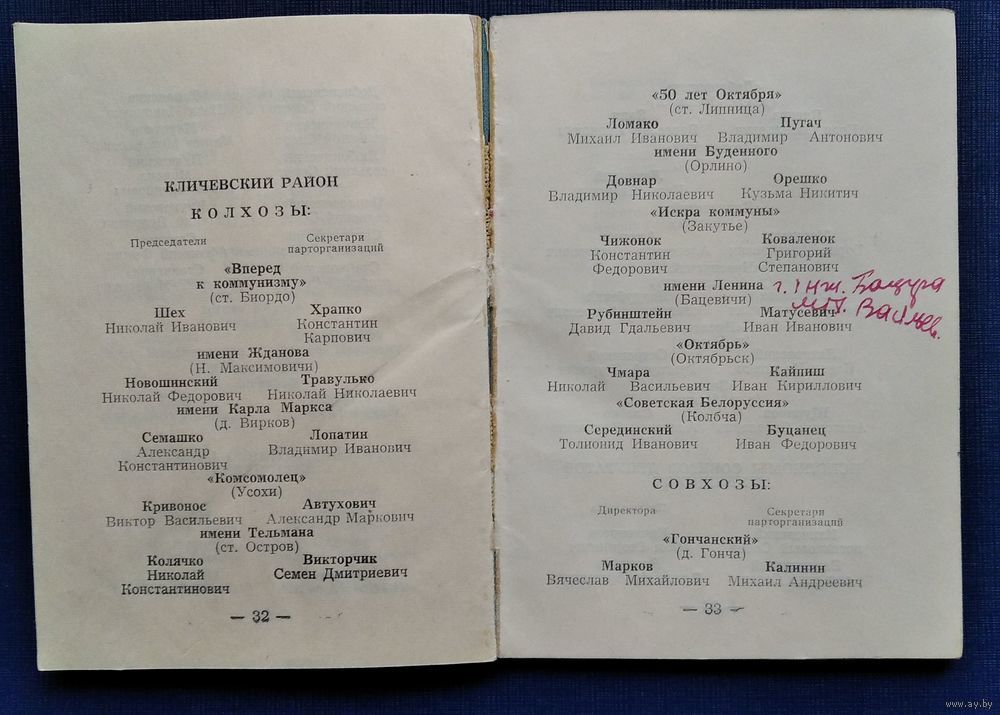 КЛИЧЕВСКИЙ РАЙОН
КОЛХОЗЫ:
Председатели Секретари
парторганизаций
«Вперед
к коммунизму»
(ст. Биордо)
Шех Храпко
Николай Иванович Константин
Карпович
имени Жданова
(Н. Максимовичи)
Новошинский Травулько
Николай Федорович Николай Николаевич
имени Карла Маркса
(д. Вирков)
Семашко Лопатин
Александр Владимир Иванович
Константинович
«Комсомолец»
(Усохи)
Кривонос Автухович
Виктор Васильевич Александр Маркович
имени Тельмана
(ст. Остров)
Колячко Викторчик
Николай Семен Дмитриевич
Константинович
— 32 —
«50 лет Октября»
(ст. Липница)
Ломако Пугач
Михаил Иванович Владимир Антонович
имени Буденного
(Орлино)
Довнар Орешко
Владимир Николаевич Кузьма Никитич
«Искра коммуны»
(Закутье)
Чижонок Коваленок
Константин Григорий
Федорович Степанович
имени Ленина
(Бацевичи)
Рубинштейн Матусевич
Давид Гдальевич Иван Иванович
«Октябрь»
(Октябрьск)
Чмара Кайпиш
Николай Васильевич Иван Кириллович
«Советская Белоруссия»
(Колбча)
Серединский Буцанец
Толионид Иванович Иван Федорович
СОВХОЗЫ:
Директора Секретари
парторганизаций
«Гончанский»
(д. Гонча)
Марков Калинин
Вячеслав Михайлович Михаил Андреевич
— 33 —
www.ay.by